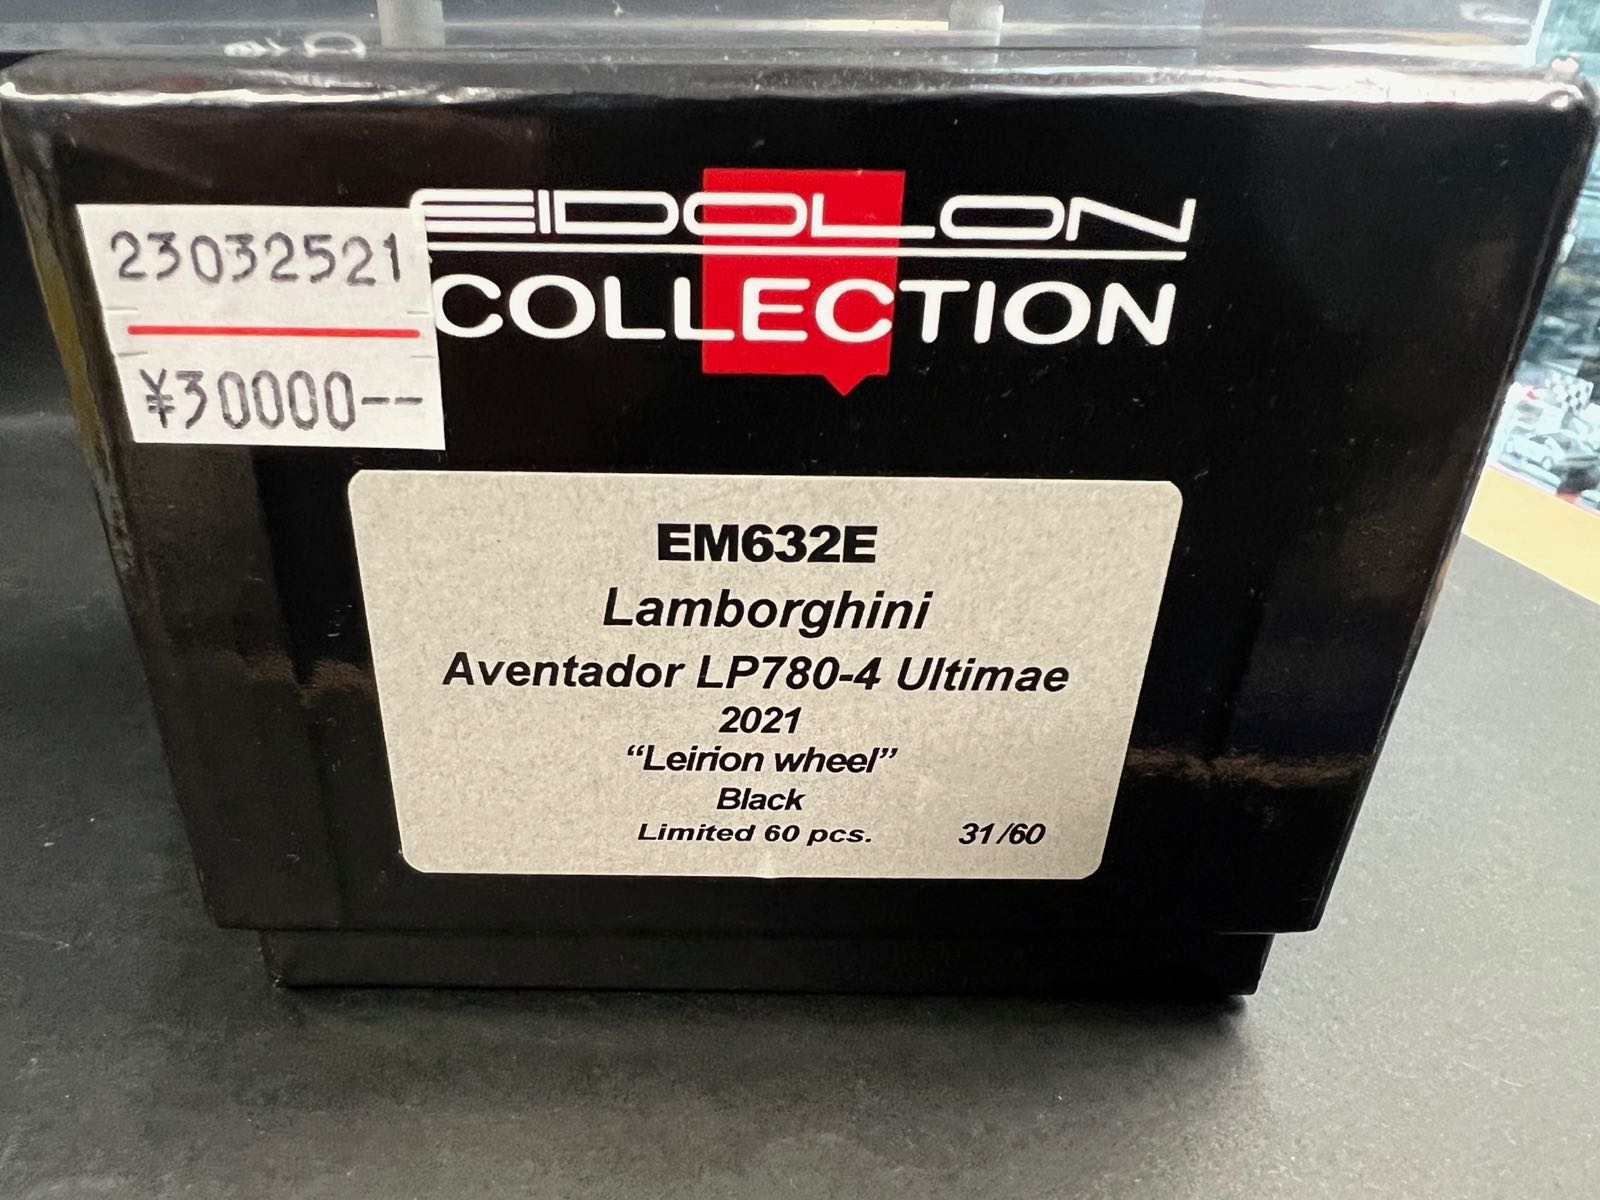 EIDOLON
COLLECTION
23032521
¥30000--
EM632E
Lamborghini
Aventador LP780-4 Ultimae
2021
“Leirion wheel”
Black
Limited 60 pcs. 31/60